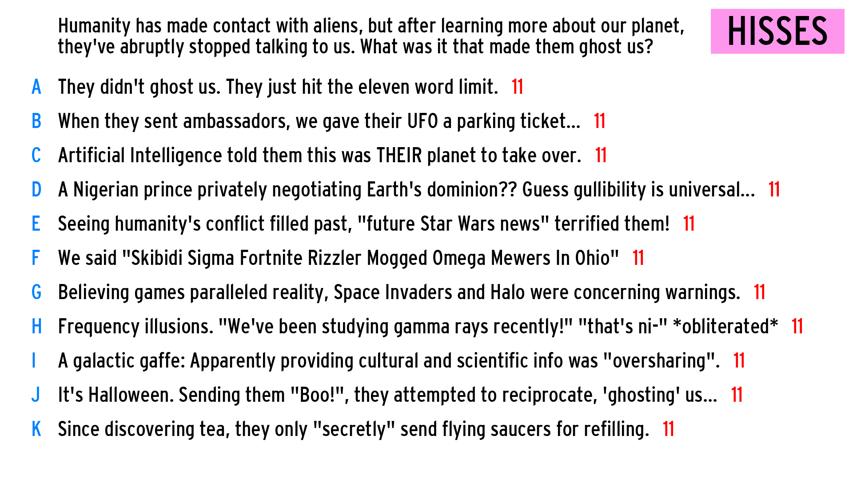 Humanity has made contact with aliens, but after learning more about our planet,
they've abruptly stopped talking to us. What was it that made them ghost us?
HISSES
A They didn't ghost us. They just hit the eleven word limit. 11
B When they sent ambassadors, we gave their UFO a parking ticket... 11
C Artificial Intelligence told them this was THEIR planet to take over. 11
D A Nigerian prince privately negotiating Earth's dominion?? Guess gullibility is universal... 11
E Seeing humanity's conflict filled past, "future Star Wars news" terrified them! 11
F We said "Skibidi Sigma Fortnite Rizzler Mogged Omega Mewers In Ohio" 11
G Believing games paralleled reality, Space Invaders and Halo were concerning warnings. 11
H Frequency illusions. "We've been studying gamma rays recently!" "that's ni-" *obliterated* 11
I A galactic gaffe: Apparently providing cultural and scientific info was "oversharing". 11
J It's Halloween. Sending them "Boo!", they attempted to reciprocate, 'ghosting' us... 11
K Since discovering tea, they only "secretly" send flying saucers for refilling. 11